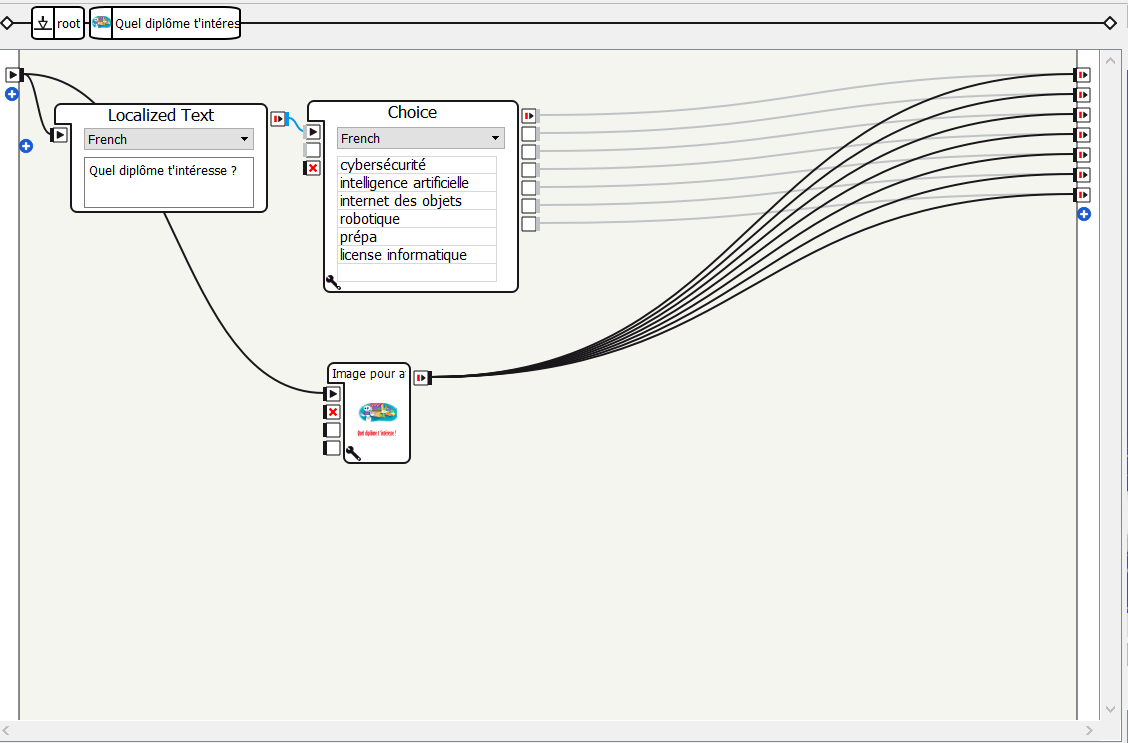 root
Quel diplôme t'intéres
Localized Text
French
Quel diplôme t'intéresse ?
Choice
French
cybersécurité
intelligence artificielle
internet des objets
robotique
prépa
license informatique
Image pour a
Quel diplôme t'intéresse ?